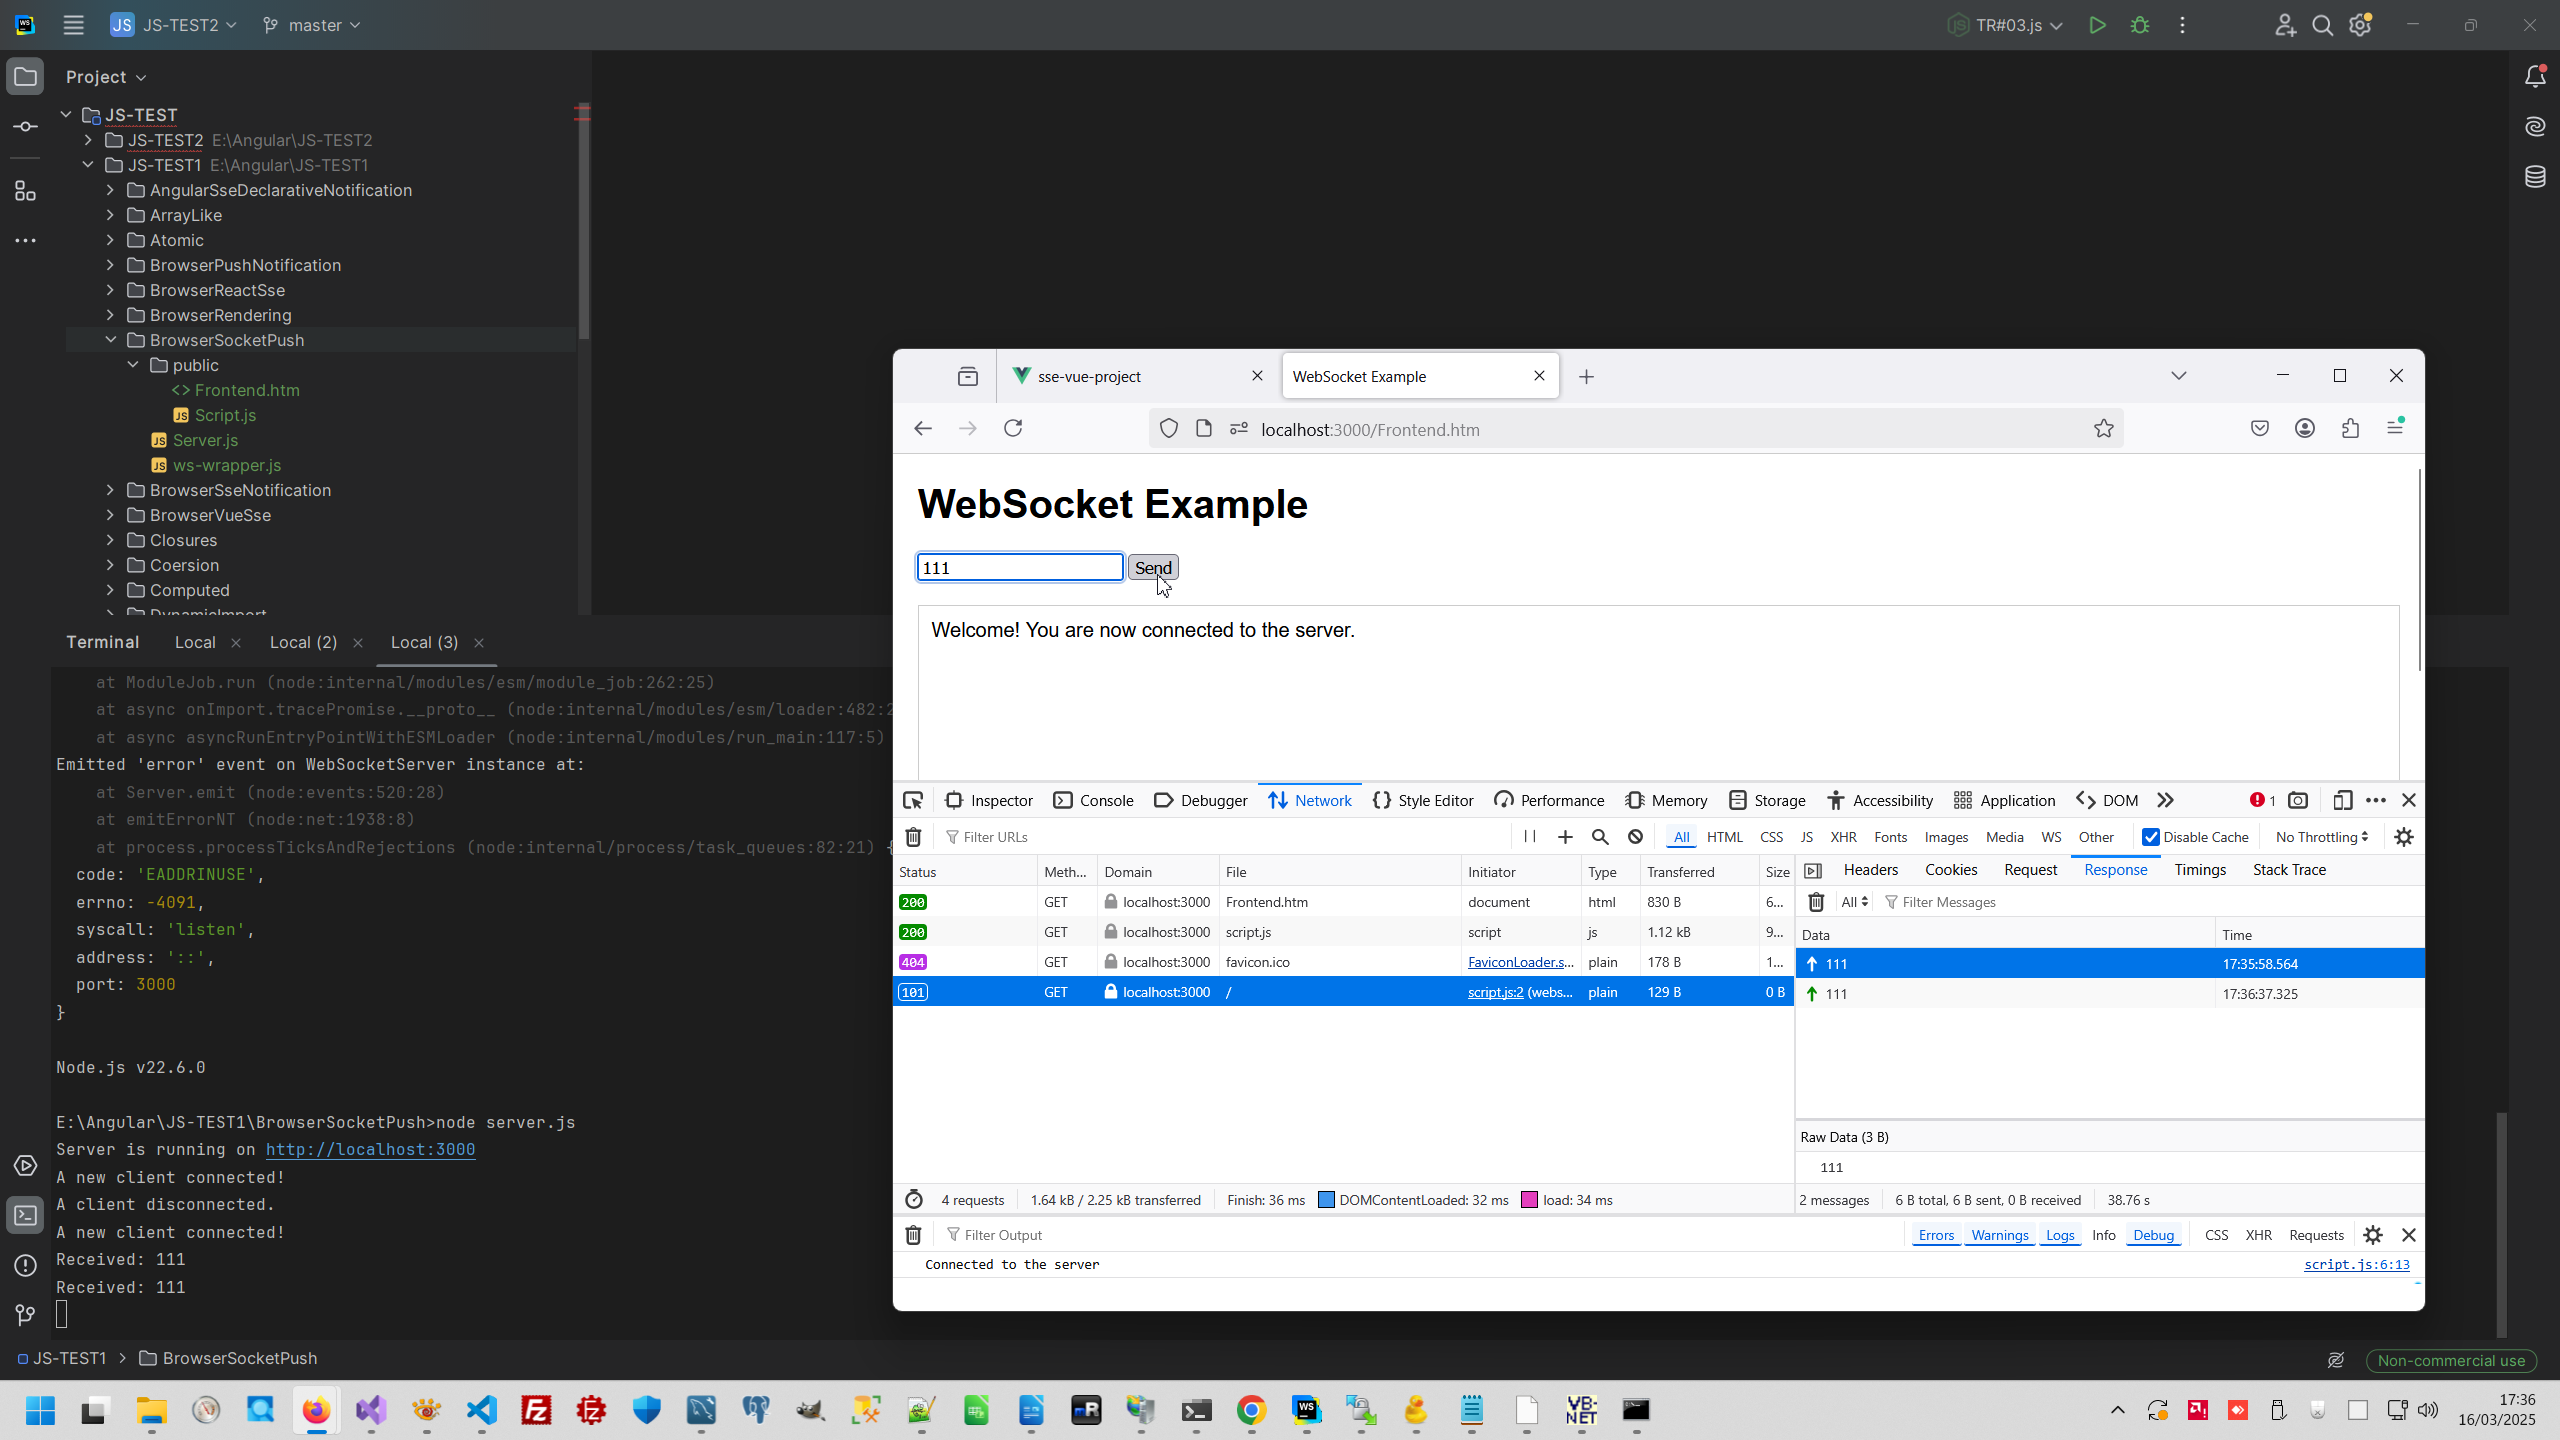 JS JS-TEST2
master
TR#03.js
Project
JS-TEST
JS-TEST2 E:\Angular\JS-TEST2
JS-TEST1 E:\Angular\JS-TEST1
AngularSseDeclarativeNotification
ArrayLike
Atomic
BrowserPushNotification
BrowserReactSse
BrowserRendering
BrowserSocketPush
public
<> Frontend.htm
JS Script.js
JS Server.js
JS ws-wrapper.js
BrowserSseNotification
BrowserVueSse
Closures
Coersion
Computed
DynamicImport
Terminal Local Local (2) Local (3)
at ModuleJob.run (node:internal/modules/esm/module_job:262:25)
at async onImport.tracePromise.__proto__ (node:internal/modules/esm/loader:482:2
at async asyncRunEntryPointWithESMLoader (node:internal/modules/run_main:117:5)
Emitted 'error' event on WebSocketServer instance at:
at Server.emit (node:events:520:28)
at emitErrorNT (node:net:1938:8)
at process.processTicksAndRejections (node:internal/process/task_queues:82:21) {
code: 'EADDRINUSE',
errno: -4091,
syscall: 'listen',
address: '::',
port: 3000
}
Node.js v22.6.0
E:\Angular\JS-TEST1\BrowserSocketPush>node server.js
Server is running on http://localhost:3000
A new client connected!
A client disconnected.
A new client connected!
Received: 111
Received: 111
JS-TEST1 > BrowserSocketPush
Non-commercial use
sse-vue-project
WebSocket Example
localhost:3000/Frontend.htm
WebSocket Example
111 Send
Welcome! You are now connected to the server.
Inspector Console Debugger Network Style Editor Performance Memory Storage Accessibility Application DOM 1
Filter URLs All HTML CSS JS XHR Fonts Images Media WS Other Disable Cache No Throttling
Status Meth... Domain File Initiator Type Transferred Size
200 GET localhost:3000 Frontend.htm document html 830 B 6...
200 GET localhost:3000 script.js script js 1.12 kB 9...
404 GET localhost:3000 favicon.ico FaviconLoader.s... plain 178 B 1...
101 GET localhost:3000 / script.js:2 (webs... plain 129 B 0 B
Headers Cookies Request Response Timings Stack Trace
All Filter Messages
Data Time
111 17:35:58.564
111 17:36:37.325
Raw Data (3 B)
111
4 requests 1.64 kB / 2.25 kB transferred Finish: 36 ms DOMContentLoaded: 32 ms load: 34 ms
2 messages 6 B total, 6 B sent, 0 B received 38.76 s
Filter Output Errors Warnings Logs Info Debug CSS XHR Requests
Connected to the server script.js:6:13
WS
VB:
NET
17:36
16/03/2025